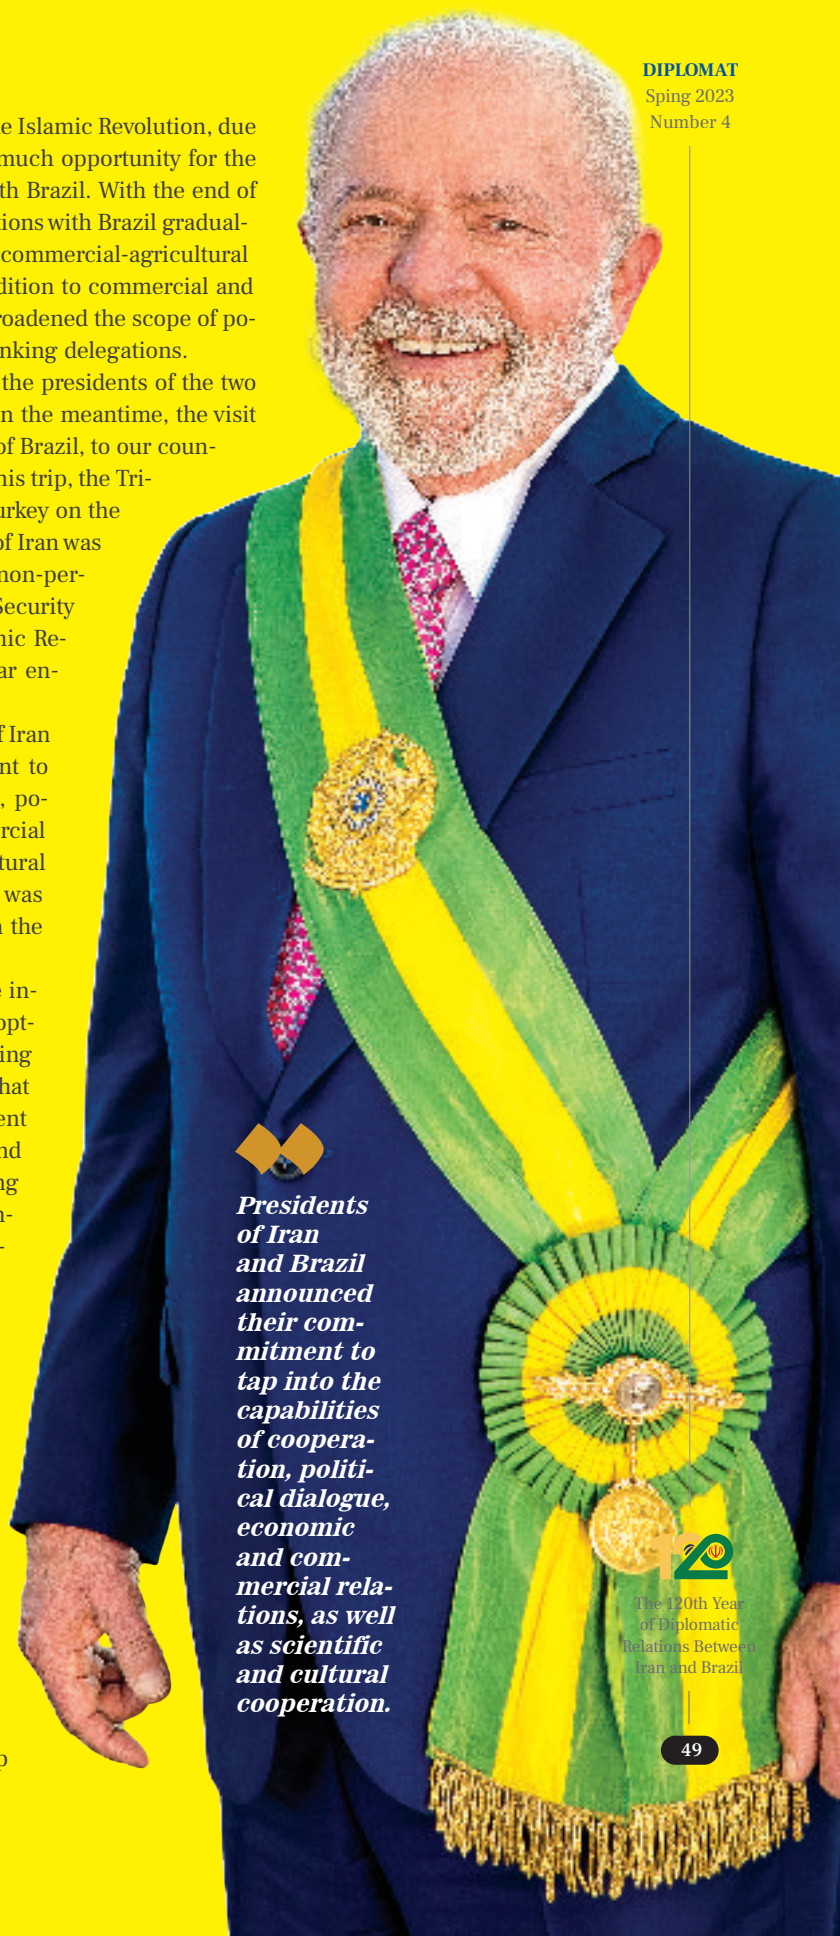 DIPLOMAT
Sping 2023
Number 4
e Islamic Revolution, due
much opportunity for the
th Brazil. With the end of
tions with Brazil gradual-
commercial-agricultural
dition to commercial and
roadened the scope of po-
nking delegations.
the presidents of the two
n the meantime, the visit
of Brazil, to our coun-
his trip, the Tri-
urkey on the
of Iran was
non-per-
Security
nic Re-
ar en-
f Iran
nt to
, po-
rcial
tural
was
n the
e in-
opt-
ing
hat
ent
nd
ng
n-
-
p
Presidents
of Iran
and Brazil
announced
their com-
mitment to
tap into the
capabilities
of coopera-
tion, politi-
cal dialogue,
economic
and com-
mercial rela-
tions, as well
as scientific
and cultural
cooperation.
120
The 120th Year
of Diplomatic
Relations Between
Iran and Brazil
49